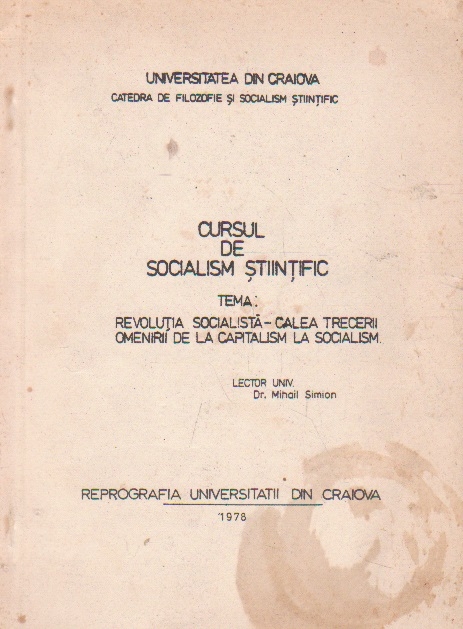 UNIVERSITATEA DIN CRAIOVA
CATEDRA DE FILOZOFIE ȘI SOCIALISM ȘTIINȚIFIC
CURSUL
DE
SOCIALISM ȘTIINȚIFIC
TEMA:
REVOLUȚIA SOCIALISTĂ - CALEA TRECERII
OMENIRII DE LA CAPITALISM LA SOCIALISM.
LECTOR UNIV.
Dr. Mihail Simion
REPROGRAFIA UNIVERSITATII DIN CRAIOVA
1978